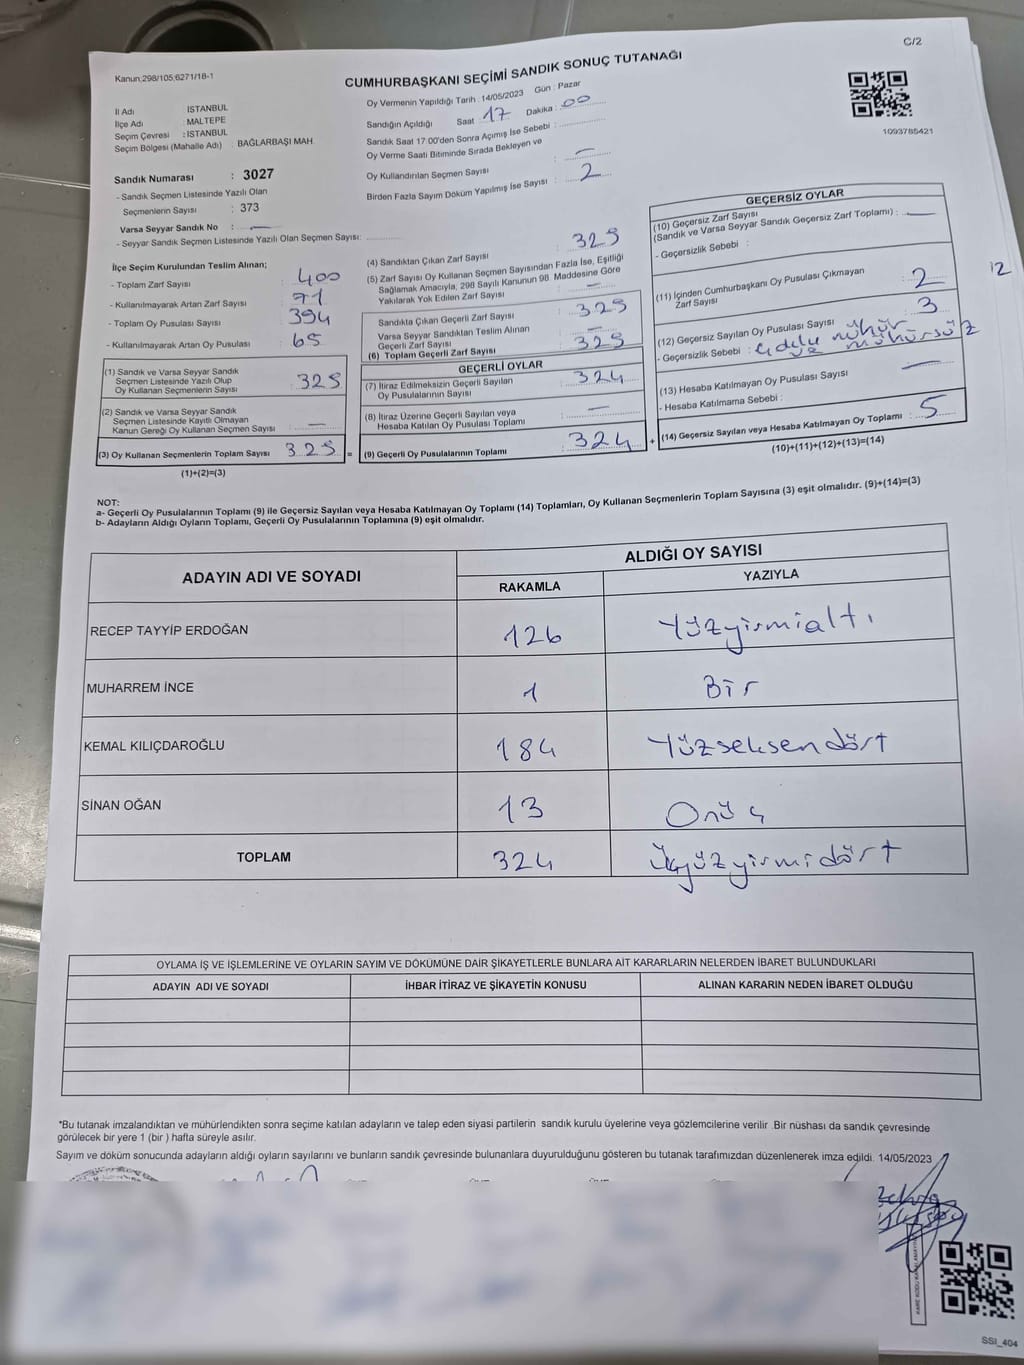 C/2
Kanun:298/105;6271/18-1
CUMHURBAŞKANI SEÇİMİ SANDIK SONUÇ TUTANAĞI
1093785421
İl Adı : İSTANBUL
İlçe Adı : MALTEPE
Seçim Çevresi : İSTANBUL
Seçim Bölgesi (Mahalle Adı) : BAĞLARBAŞI MAH
Sandık Numarası : 3027
- Sandık Seçmen Listesinde Yazılı Olan
Seçmenlerin Sayısı : 373
Varsa Seyyar Sandık No : —
- Seyyar Sandık Seçmen Listesinde Yazılı Olan Seçmen Sayısı:
Oy Vermenin Yapıldığı Tarih : 14/05/2023 Gün : Pazar
Sandığın Açıldığı Saat : 17 Dakika : 00
Sandık Saat 17:00'den Sonra Açımış İse Sebebi :
Oy Verme Saati Bitiminde Sırada Bekleyen ve
Oy Kullandırılan Seçmen Sayısı : —
Birden Fazla Sayım Döküm Yapılmış İse Sayısı : 2
İlçe Seçim Kurulundan Teslim Alınan;
- Toplam Zarf Sayısı : 400
- Kullanılmayarak Artan Zarf Sayısı : 71
- Toplam Oy Pusulası Sayısı : 394
- Kullanılmayarak Artan Oy Pusulası : 65
(1) Sandık ve Varsa Seyyar Sandık
Seçmen Listesinde Yazılı Olup
Oy Kullanan Seçmenlerin Sayısı : 329
(2) Sandık ve Varsa Seyyar Sandık
Seçmen Listesinde Kayıtlı Olmayan
Kanun Gereği Oy Kullanan Seçmen Sayısı : —
(3) Oy Kullanan Seçmenlerin Toplam Sayısı : 329 =
(1)+(2)=(3)
(4) Sandıktan Çıkan Zarf Sayısı : 329
(5) Zarf Sayısı Oy Kullanan Seçmen Sayısından Fazla İse, Eşitliği
Sağlamak Amacıyla; 298 Sayılı Kanunun 98. Maddesine Göre
Yakılarak Yok Edilen Zarf Sayısı : —
Sandıkta Çıkan Geçerli Zarf Sayısı : 329
Varsa Seyyar Sandıktan Teslim Alınan
Geçerli Zarf Sayısı : —
(6) Toplam Geçerli Zarf Sayısı : 329
GEÇERLİ OYLAR
(7) İtiraz Edilmeksizin Geçerli Sayılan
Oy Pusulalarının Sayısı : 324
(8) İtiraz Üzerine Geçerli Sayılan veya
Hesaba Katılan Oy Pusulası Toplamı : —
(9) Geçerli Oy Pusulalarının Toplamı : 324 +
GEÇERSİZ OYLAR
(10) Geçersiz Zarf Sayısı
(Sandık ve Varsa Seyyar Sandık Geçersiz Zarf Toplamı) : —
- Geçersizlik Sebebi :
(11) İçinden Cumhurbaşkanı Oy Pusulası Çıkmayan
Zarf Sayısı : 2
12
(12) Geçersiz Sayılan Oy Pusulası Sayısı : 3
- Geçersizlik Sebebi : mühür ve mühürsüz
(13) Hesaba Katılmayan Oy Pusulası Sayısı : —
- Hesaba Katılmama Sebebi :
(14) Geçersiz Sayılan veya Hesaba Katılmayan Oy Toplamı : 5
(10)+(11)+(12)+(13)=(14)
NOT:
a- Geçerli Oy Pusulalarının Toplamı (9) ile Geçersiz Sayılan veya Hesaba Katılmayan Oy Toplamı (14) Toplamları, Oy Kullanan Seçmenlerin Toplam Sayısına (3) eşit olmalıdır. (9)+(14)=(3)
b- Adayların Aldığı Oyların Toplamı, Geçerli Oy Pusulalarının Toplamına (9) eşit olmalıdır.
ADAYIN ADI VE SOYADI
ALDIĞI OY SAYISI
RAKAMLA YAZIYLA
RECEP TAYYİP ERDOĞAN 126 Yüzyirmialtı
MUHARREM İNCE 1 Bir
KEMAL KILIÇDAROĞLU 184 Yüzseksendört
SİNAN OĞAN 13 Onüç
TOPLAM 324 Üçyüzyirmidört
OYLAMA İŞ VE İŞLEMLERİNE VE OYLARIN SAYIM VE DÖKÜMÜNE DAİR ŞİKAYETLERLE BUNLARA AİT KARARLARIN NELERDEN İBARET BULUNDUKLARI
ADAYIN ADI VE SOYADI İHBAR İTİRAZ VE ŞİKAYETİN KONUSU ALINAN KARARIN NEDEN İBARET OLDUĞU
*Bu tutanak imzalandıktan ve mühürlendikten sonra seçime katılan adayların ve talep eden siyasi partilerin sandık kurulu üyelerine veya gözlemcilerine verilir .Bir nüshası da sandık çevresinde
görülecek bir yere 1 (bir ) hafta süreyle asılır.
Sayım ve döküm sonucunda adayların aldığı oyların sayılarını ve bunların sandık çevresinde bulunanlara duyurulduğunu gösteren bu tutanak tarafımızdan düzenlenerek imza edildi. 14/05/2023
SSI_404